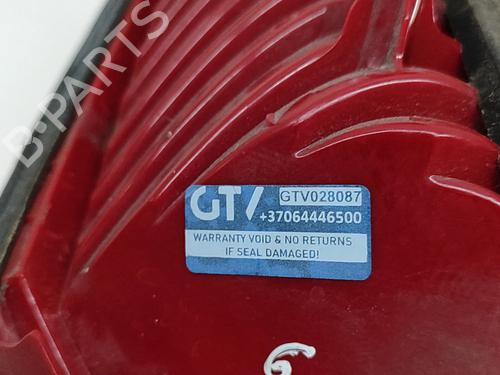 B-PARTS
GTV GTV028087
+37064446500
WARRANTY VOID & NO RETURNS
IF SEAL DAMAGED!